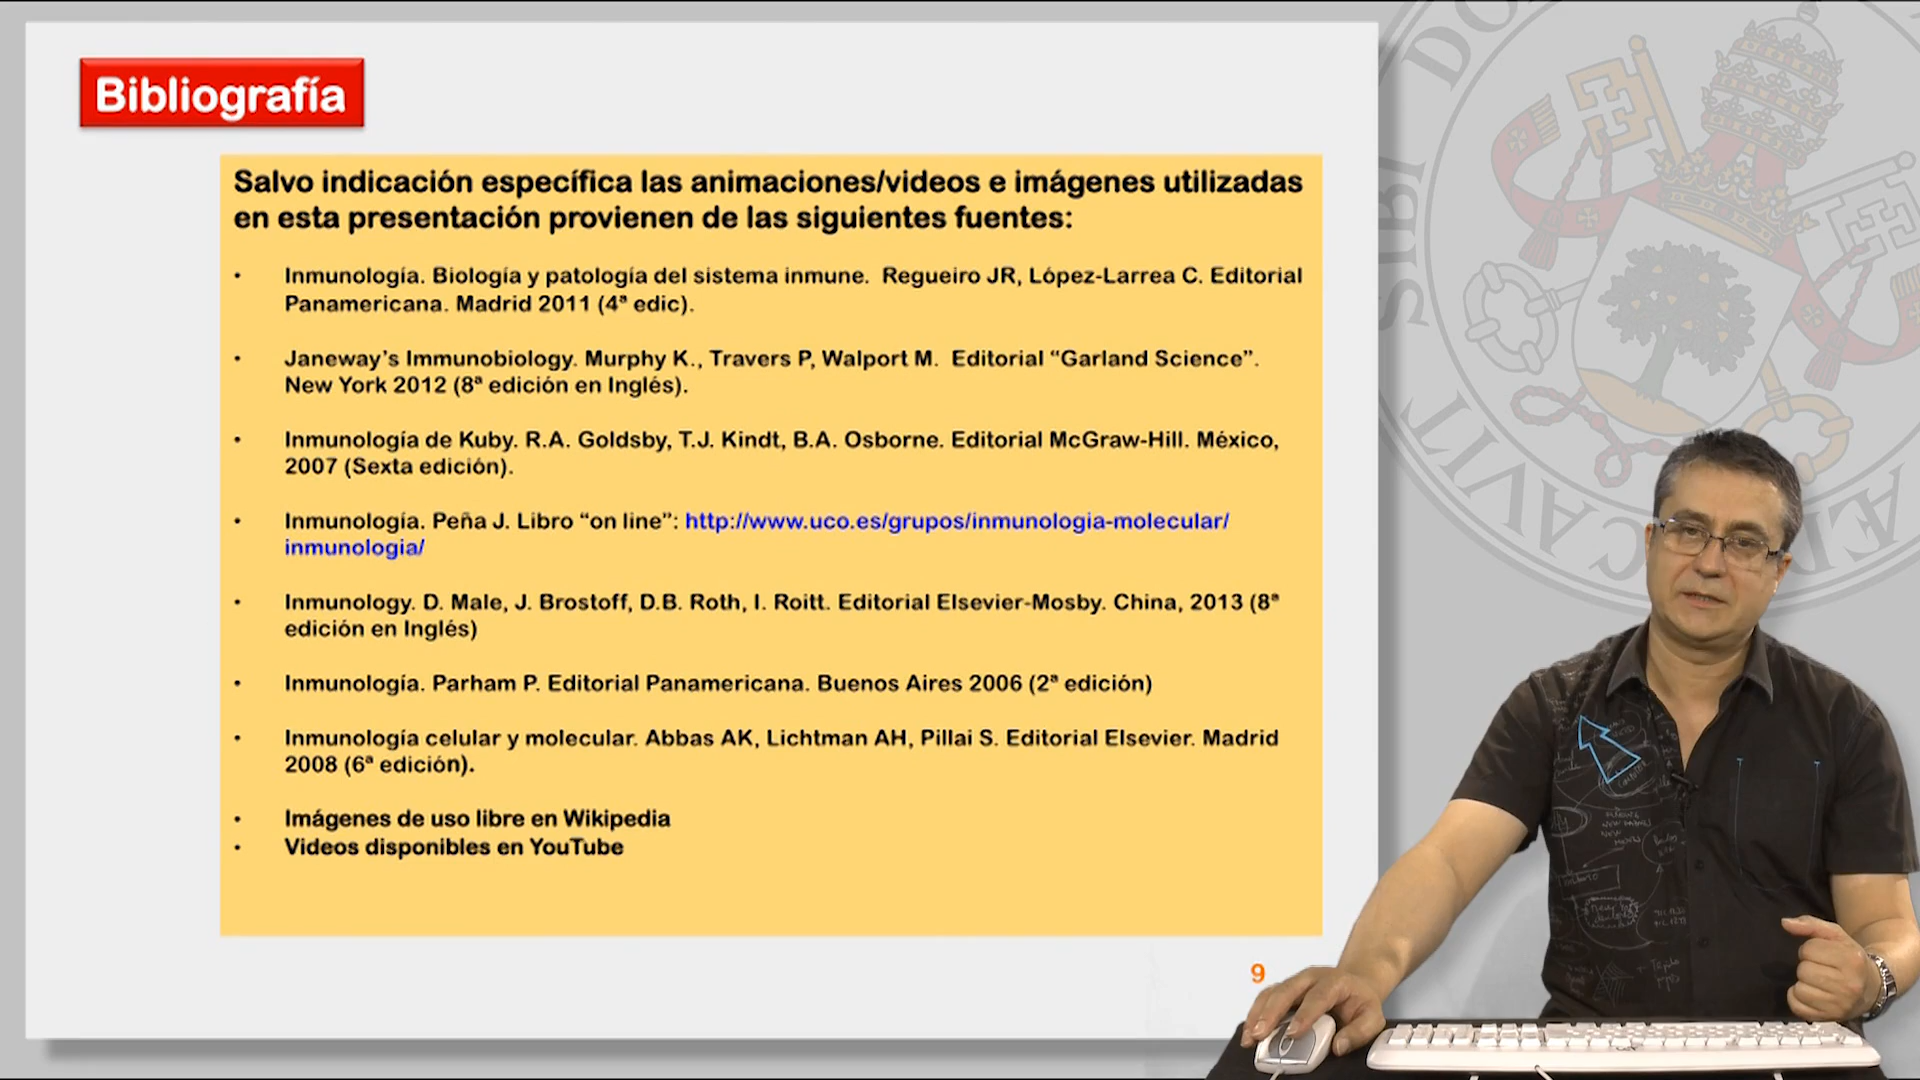 Bibliografía
Salvo indicación específica las animaciones/videos e imágenes utilizadas
en esta presentación provienen de las siguientes fuentes:
• Inmunología. Biología y patología del sistema inmune. Regueiro JR, López-Larrea C. Editorial
Panamericana. Madrid 2011 (4ª edic).
• Janeway’s Immunobiology. Murphy K., Travers P, Walport M. Editorial “Garland Science”.
New York 2012 (8ª edición en Inglés).
• Inmunología de Kuby. R.A. Goldsby, T.J. Kindt, B.A. Osborne. Editorial McGraw-Hill. México,
2007 (Sexta edición).
• Inmunología. Peña J. Libro “on line”: http://www.uco.es/grupos/inmunologia-molecular/
inmunologia/
• Inmunology. D. Male, J. Brostoff, D.B. Roth, I. Roitt. Editorial Elsevier-Mosby. China, 2013 (8ª
edición en Inglés)
• Inmunología. Parham P. Editorial Panamericana. Buenos Aires 2006 (2ª edición)
• Inmunología celular y molecular. Abbas AK, Lichtman AH, Pillai S. Editorial Elsevier. Madrid
2008 (6ª edición).
• Imágenes de uso libre en Wikipedia
• Videos disponibles en YouTube
9
SIBI